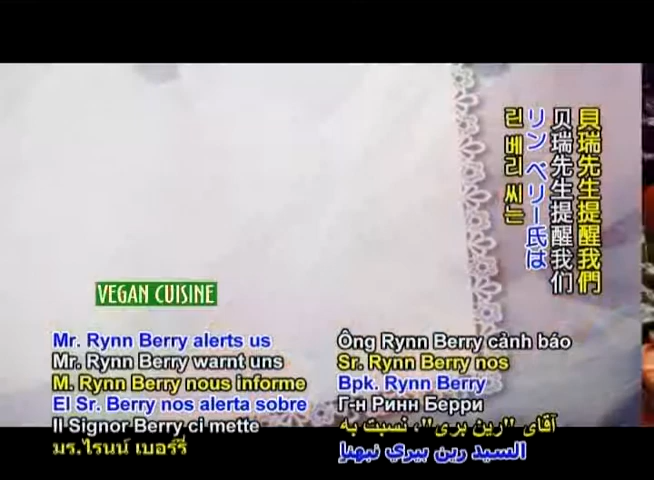 貝瑞先生提醒我們
贝瑞先生提醒我们
リン ベリー氏は
린 베리 씨는
VEGAN CUISINE
Mr. Rynn Berry alerts us
Mr. Rynn Berry warnt uns
M. Rynn Berry nous informe
El Sr. Berry nos alerta sobre
Il Signor Berry ci mette
มร.ไรนน์ เบอร์รี่
Ông Rynn Berry cảnh báo
Sr. Rynn Berry nos
Bpk. Rynn Berry
Г-н Ринн Берри
آقای "رین بری"، نسبت به
السيد رين بيري نبهنا